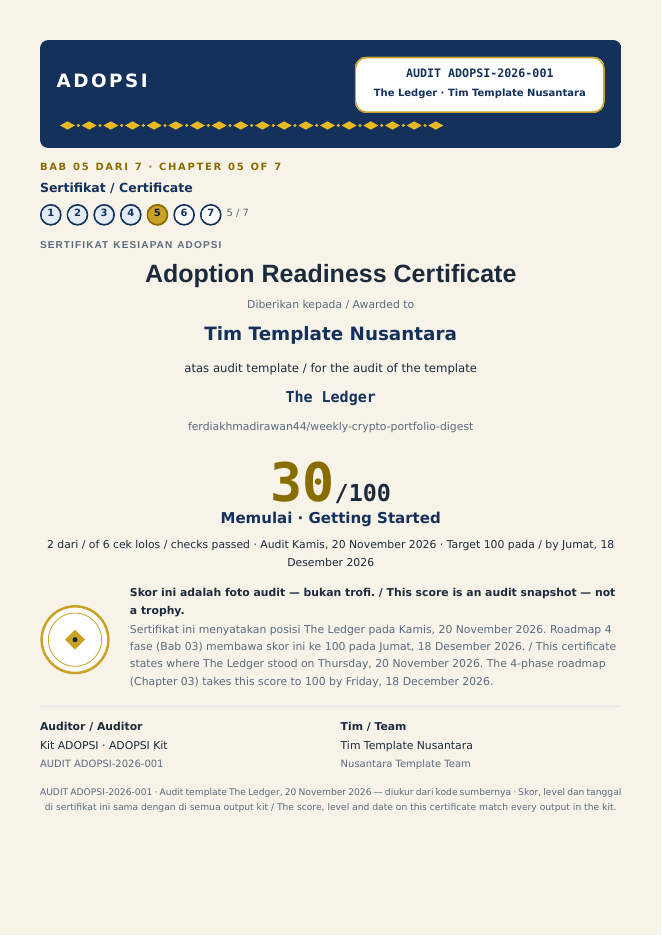 ADOPSI
AUDIT ADOPSI-2026-001
The Ledger · Tim Template Nusantara
BAB 05 DARI 7 · CHAPTER 05 OF 7
Sertifikat / Certificate
1 2 3 4 5 6 7 5 / 7
SERTIFIKAT KESIAPAN ADOPSI
Adoption Readiness Certificate
Diberikan kepada / Awarded to
Tim Template Nusantara
atas audit template / for the audit of the template
The Ledger
ferdiakhmadirawan44/weekly-crypto-portfolio-digest
30/100
Memulai · Getting Started
2 dari / of 6 cek lolos / checks passed · Audit Kamis, 20 November 2026 · Target 100 pada / by Jumat, 18
Desember 2026
Skor ini adalah foto audit — bukan trofi. / This score is an audit snapshot — not
a trophy.
Sertifikat ini menyatakan posisi The Ledger pada Kamis, 20 November 2026. Roadmap 4
fase (Bab 03) membawa skor ini ke 100 pada Jumat, 18 Desember 2026. / This certificate
states where The Ledger stood on Thursday, 20 November 2026. The 4-phase roadmap
(Chapter 03) takes this score to 100 by Friday, 18 December 2026.
Auditor / Auditor
Kit ADOPSI · ADOPSI Kit
AUDIT ADOPSI-2026-001
Tim / Team
Tim Template Nusantara
Nusantara Template Team
AUDIT ADOPSI-2026-001 · Audit template The Ledger, 20 November 2026 — diukur dari kode sumbernya · Skor, level dan tanggal
di sertifikat ini sama dengan di semua output kit / The score, level and date on this certificate match every output in the kit.